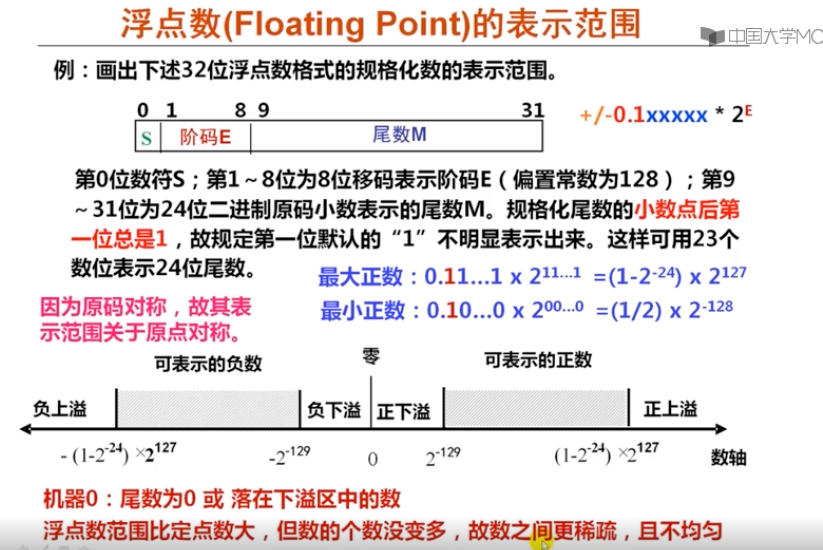 浮点数(Floating Point)的表示范围
中国大学MO
例：画出下述32位浮点数格式的规格化数的表示范围。
0 1 8 9 31
S 阶码E 尾数M
+/-0.1xxxxx * 2^E
第0位数符S；第1～8位为8位移码表示阶码E（偏置常数为128）；第9
～31位为24位二进制原码小数表示的尾数M。规格化尾数的小数点后第
一位总是1，故规定第一位默认的“1”不明显表示出来。这样可用23个
数位表示24位尾数。
最大正数：0.11…1 x 2^11…1 =(1-2^-24) x 2^127
最小正数：0.10…0 x 2^00…0 =(1/2) x 2^-128
因为原码对称，故其表
示范围关于原点对称。
可表示的负数 零 可表示的正数
负上溢 负下溢 正下溢 正上溢
- (1-2^-24) ×2^127 -2^-129 0 2^-129 (1-2^-24) ×2^127 数轴
机器0：尾数为0 或 落在下溢区中的数
浮点数范围比定点数大，但数的个数没变多，故数之间更稀疏，且不均匀